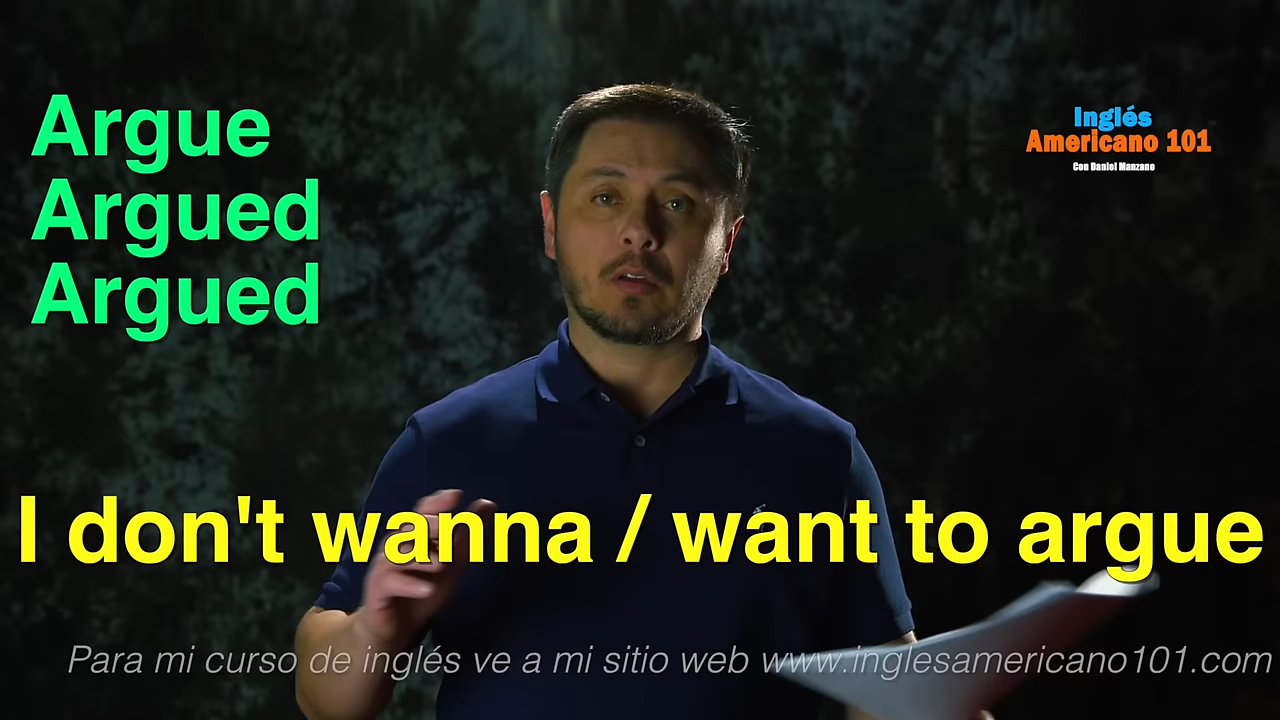 Argue
Argued
Argued
Inglés
Americano 101
Con Daniel Manzano
I don't wanna / want to argue
Para mi curso de inglés ve a mi sitio web www.inglesamericano101.com